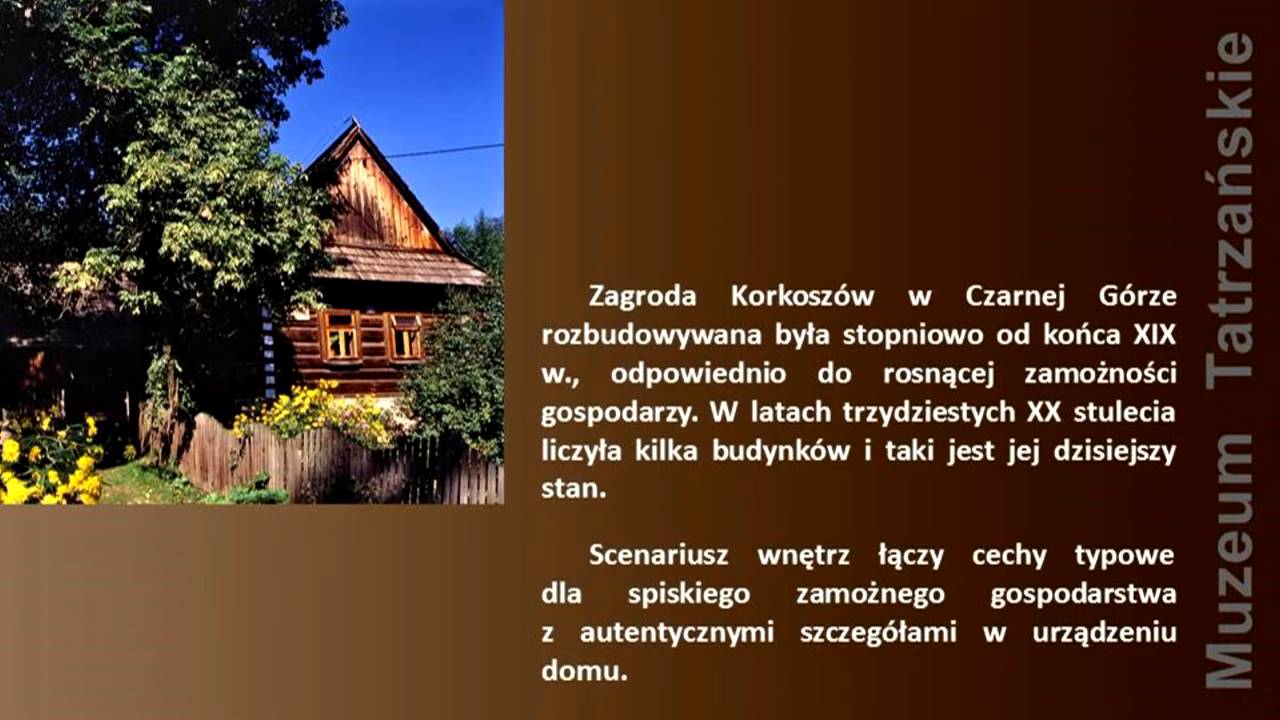 Zagroda Korkoszów w Czarnej Górze
rozbudowywana była stopniowo od końca XIX
w., odpowiednio do rosnącej zamożności
gospodarzy. W latach trzydziestych XX stulecia
liczyła kilka budynków i taki jest jej dzisiejszy
stan.
Scenariusz wnętrz łączy cechy typowe
dla spiskiego zamożnego gospodarstwa
z autentycznymi szczegółami w urządzeniu
domu.
Muzeum Tatrzańskie